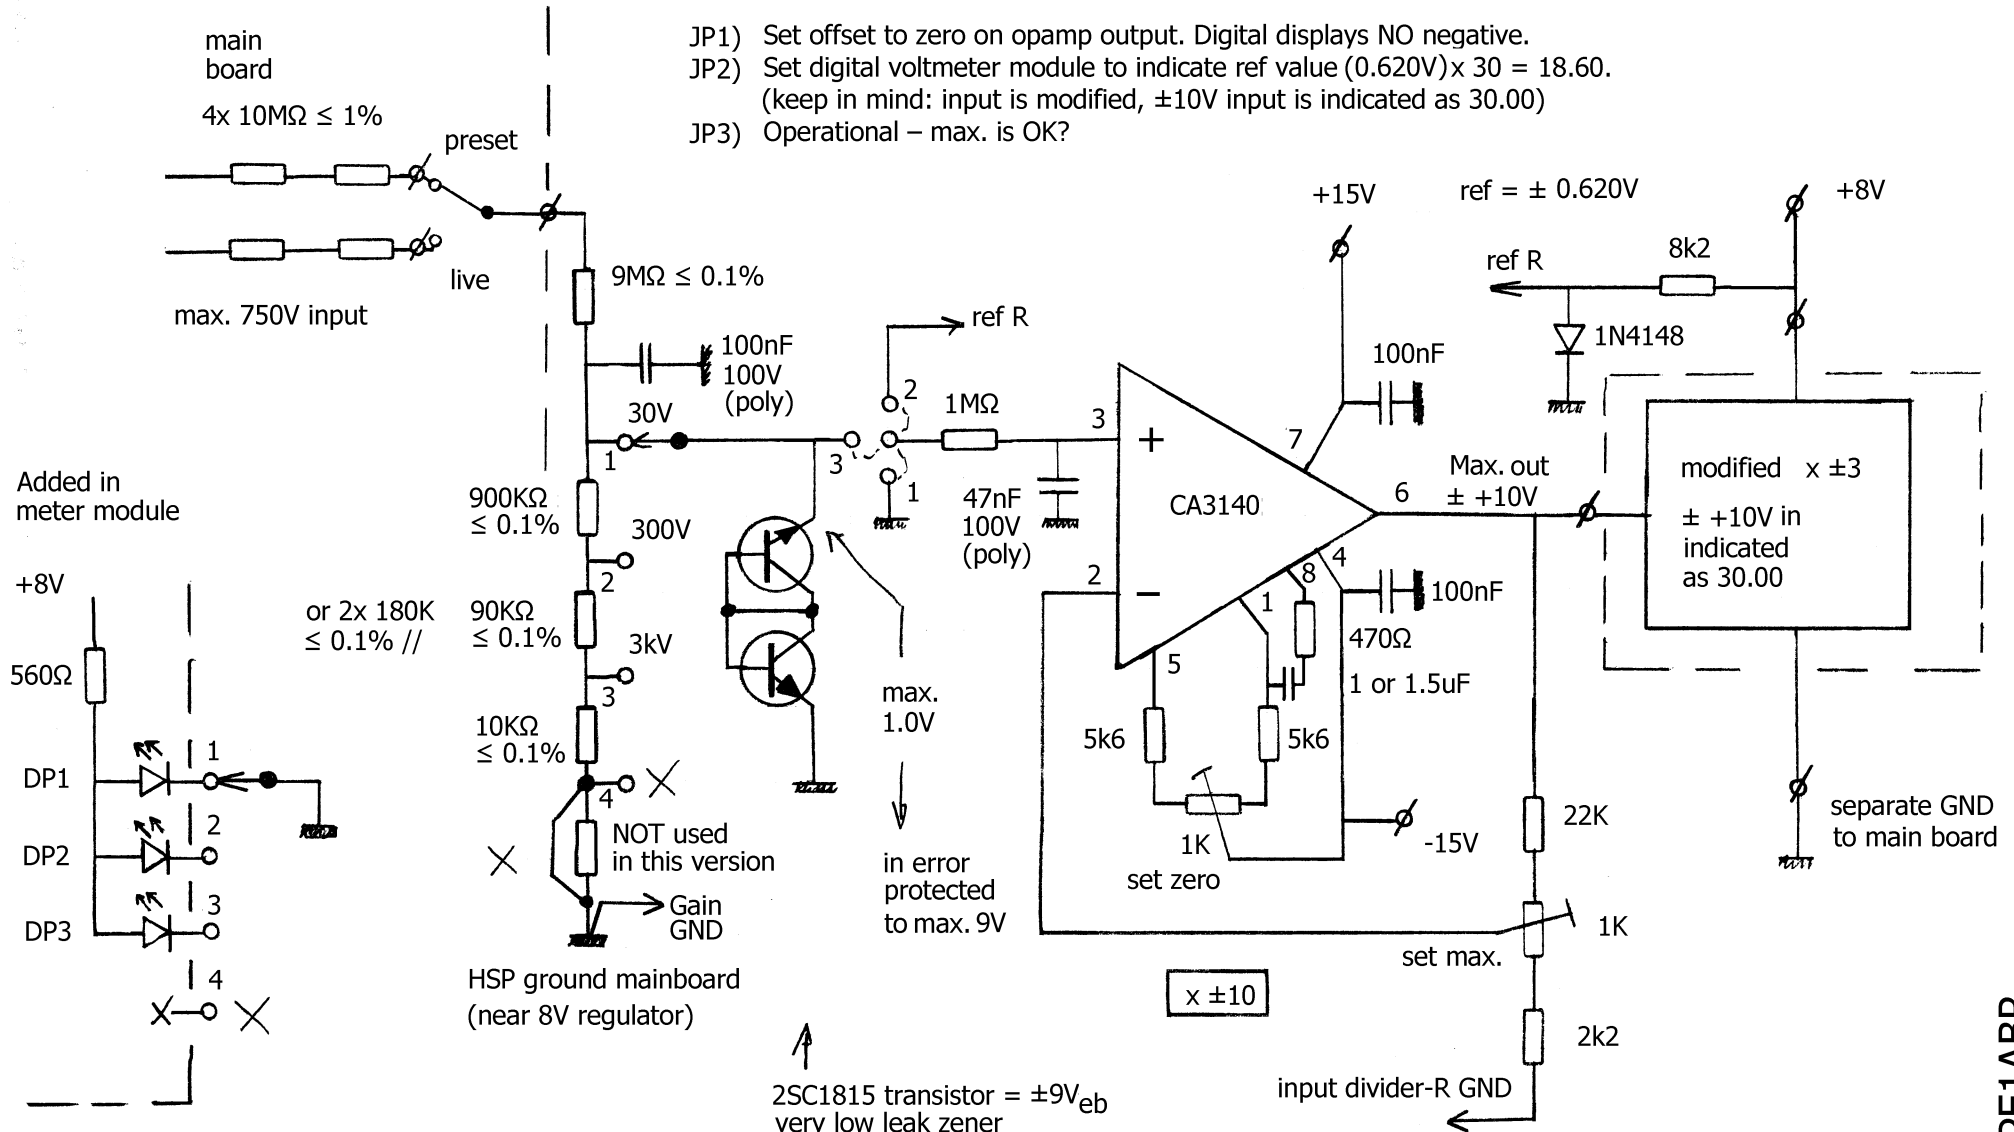 main
board
4x 10MΩ ≤ 1%
preset
live
max. 750V input
JP1) Set offset to zero on opamp output. Digital displays NO negative.
JP2) Set digital voltmeter module to indicate ref value (0.620V)x 30 = 18.60.
(keep in mind: input is modified, ±10V input is indicated as 30.00)
JP3) Operational – max. is OK?
9MΩ ≤ 0.1%
100nF
100V
(poly)
30V
1
900KΩ
≤ 0.1%
300V
2
or 2x 180K
≤ 0.1% //
90KΩ
≤ 0.1%
3kV
3
10KΩ
≤ 0.1%
4
X
X
NOT used
in this version
Gain
GND
HSP ground mainboard
(near 8V regulator)
Added in
meter module
+8V
560Ω
DP1
1
DP2
2
DP3
3
4
X
X
ref R
2
3
1
1MΩ
47nF
100V
(poly)
max.
1.0V
in error
protected
to max. 9V
2SC1815 transistor = ±9Veb
very low leak zener
3
+
2
−
CA3140
7
6
4
8
1
5
+15V
100nF
100nF
470Ω
1 or 1.5uF
5k6
5k6
1K
set zero
-15V
x ±10
ref = ± 0.620V
+8V
ref R
8k2
1N4148
Max. out
± +10V
modified x ±3
± +10V in
indicated
as 30.00
separate GND
to main board
22K
1K
set max.
2k2
input divider-R GND